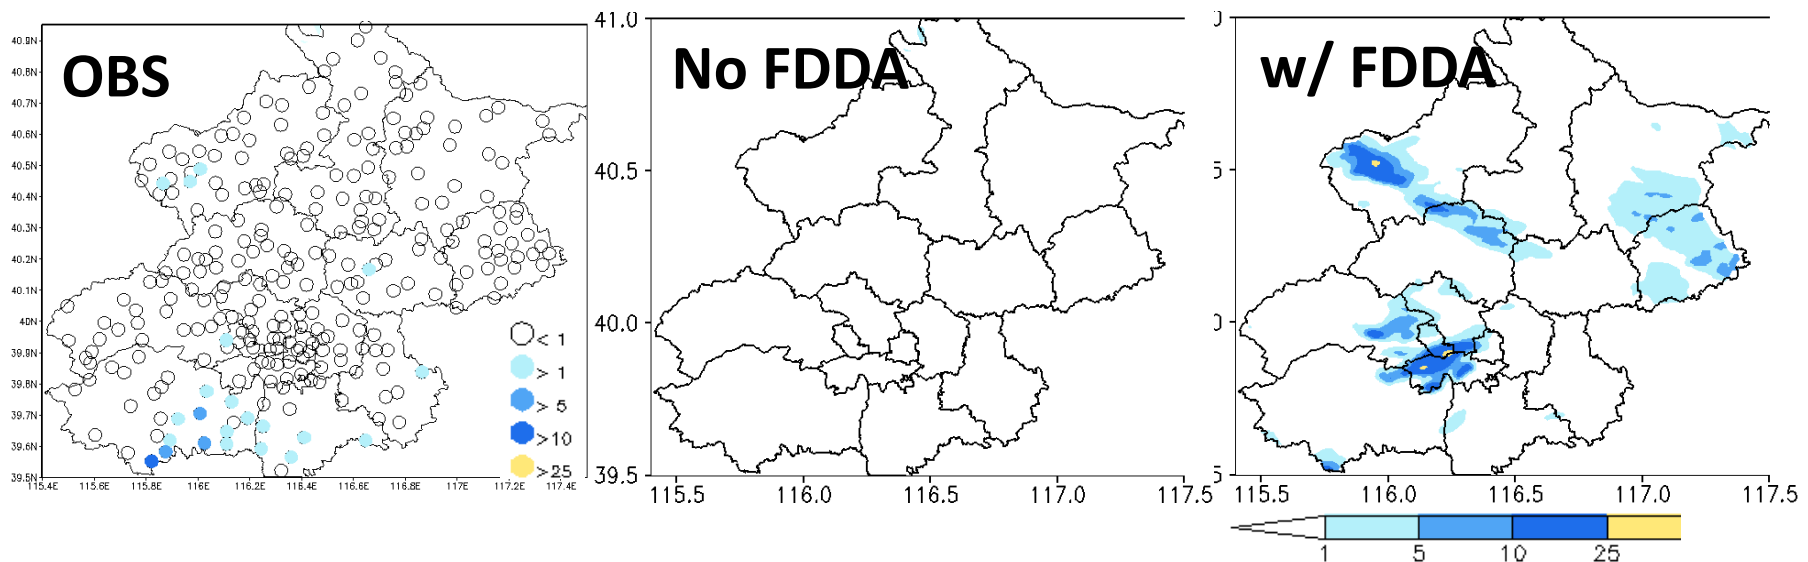 OBS
40.9N
40.8N
40.7N
40.6N
40.5N
40.4N
40.3N
40.2N
40.1N
40N
39.9N
39.8N
39.7N
39.6N
39.5N
115.4E 115.6E 115.8E 116E 116.2E 116.4E 116.6E 116.8E 117E 117.2E 117.4E
< 1
> 1
> 5
>10
>25
No FDDA
41.0
40.5
40.0
39.5
115.5 116.0 116.5 117.0 117.5
w/ FDDA
0
5
0
5
115.5 116.0 116.5 117.0 117.5
1 5 10 25